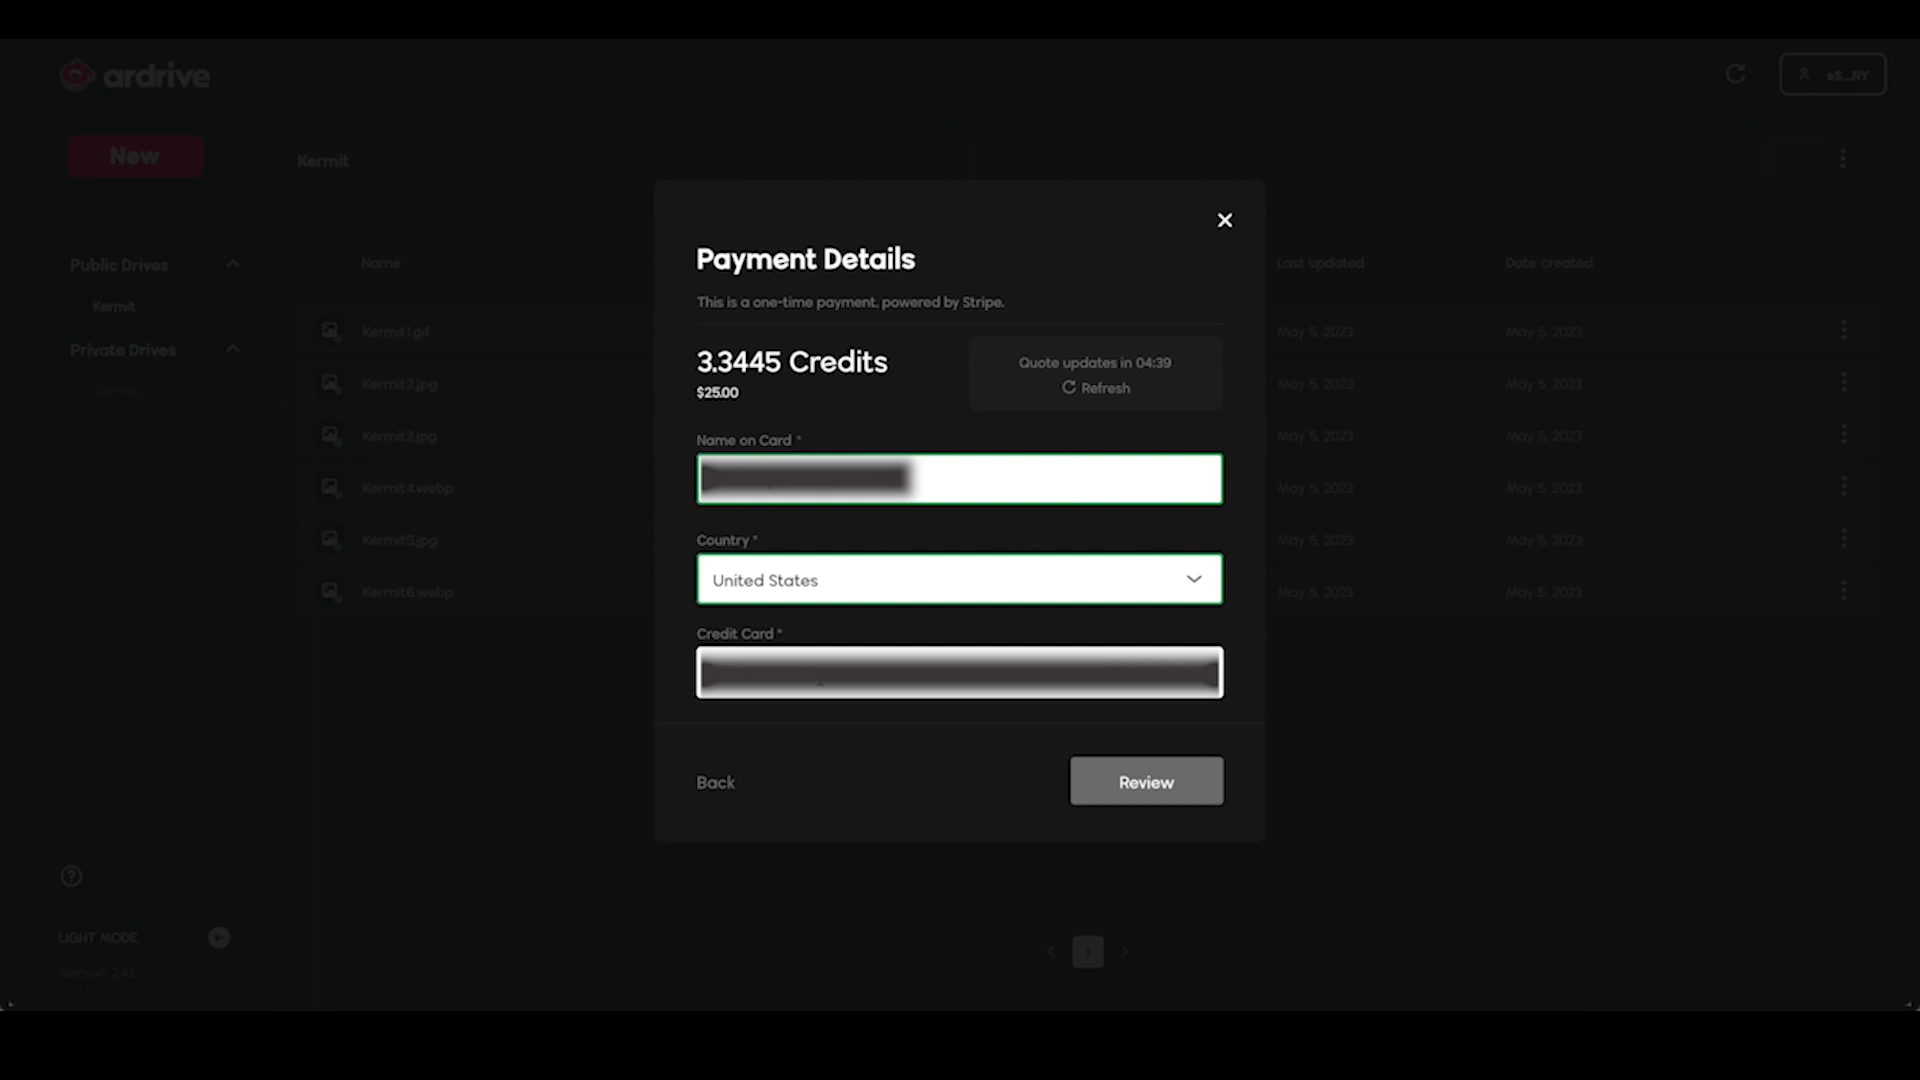 ardrive
eS...RY
New
Kermit
Public Drives
Kermit
Private Drives
Name
Last updated
Date created
Kermit1.gif
May 5, 2023
May 5, 2023
Kermit2.jpg
May 5, 2023
May 5, 2023
Kermit3.jpg
May 5, 2023
May 5, 2023
Kermit4.webp
May 5, 2023
May 5, 2023
Kermit5.jpg
May 5, 2023
May 5, 2023
Kermit6.webp
May 5, 2023
May 5, 2023
Payment Details
This is a one-time payment, powered by Stripe.
3.3445 Credits
$25.00
Quote updates in 04:39
Refresh
Name on Card *
Country *
United States
Credit Card *
Back
Review
LIGHT MODE
1